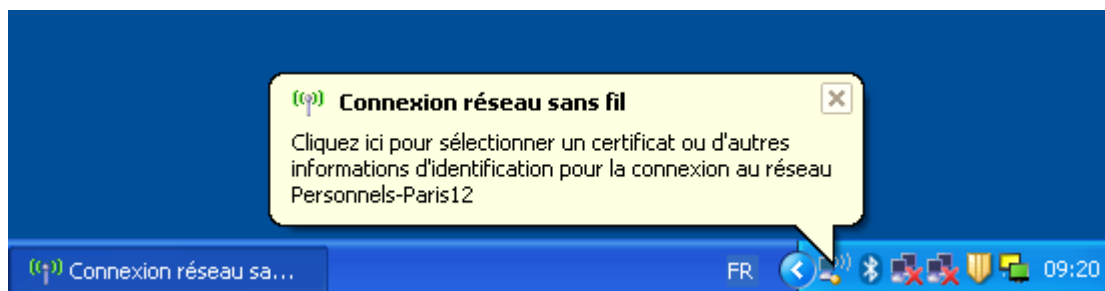 Connexion réseau sans fil
Cliquez ici pour sélectionner un certificat ou d'autres
informations d'identification pour la connexion au réseau
Personnels-Paris12
Connexion réseau sa...
FR
09:20